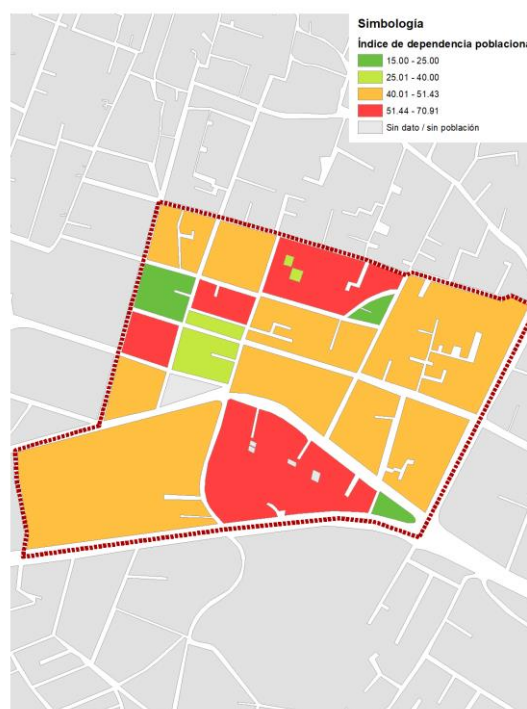 Simbología
Índice de dependencia poblaciona
15.00 - 25.00
25.01 - 40.00
40.01 - 51.43
51.44 - 70.91
Sin dato / sin población